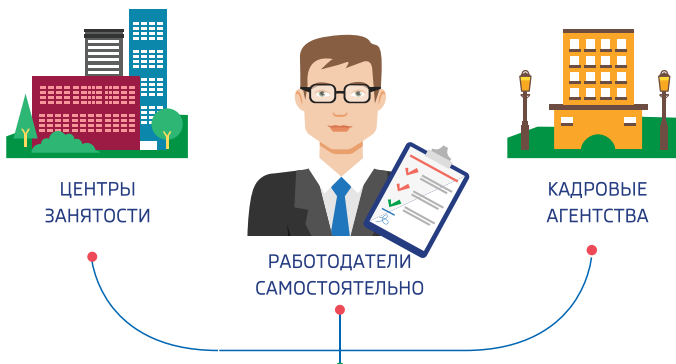 ЦЕНТРЫ
ЗАНЯТОСТИ
РАБОТОДАТЕЛИ
САМОСТОЯТЕЛЬНО
КАДРОВЫЕ
АГЕНТСТВА